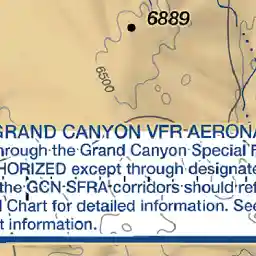 6889
6500
GRAND CANYON VFR AERONA
hrough the Grand Canyon Special F
HORIZED except through designate
the GCN SFRA corridors should ref
Chart for detailed information. See
t information.